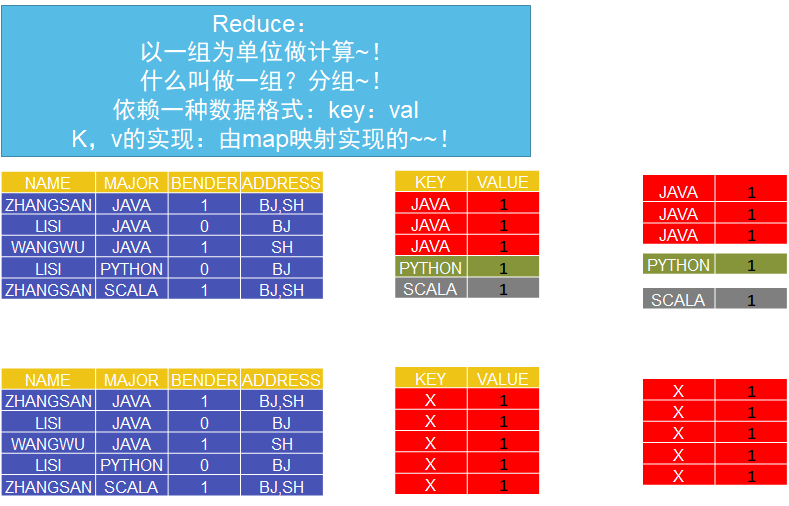 Reduce：
以一组为单位做计算~！
什么叫做一组？分组~！
依赖一种数据格式：key：val
K，v的实现：由map映射实现的~~！
NAME MAJOR BENDER ADDRESS
ZHANGSAN JAVA 1 BJ,SH
LISI JAVA 0 BJ
WANGWU JAVA 1 SH
LISI PYTHON 0 BJ
ZHANGSAN SCALA 1 BJ,SH
KEY VALUE
JAVA 1
JAVA 1
JAVA 1
PYTHON 1
SCALA 1
JAVA 1
JAVA 1
JAVA 1
PYTHON 1
SCALA 1
NAME MAJOR BENDER ADDRESS
ZHANGSAN JAVA 1 BJ,SH
LISI JAVA 0 BJ
WANGWU JAVA 1 SH
LISI PYTHON 0 BJ
ZHANGSAN SCALA 1 BJ,SH
KEY VALUE
X 1
X 1
X 1
X 1
X 1
X 1
X 1
X 1
X 1
X 1